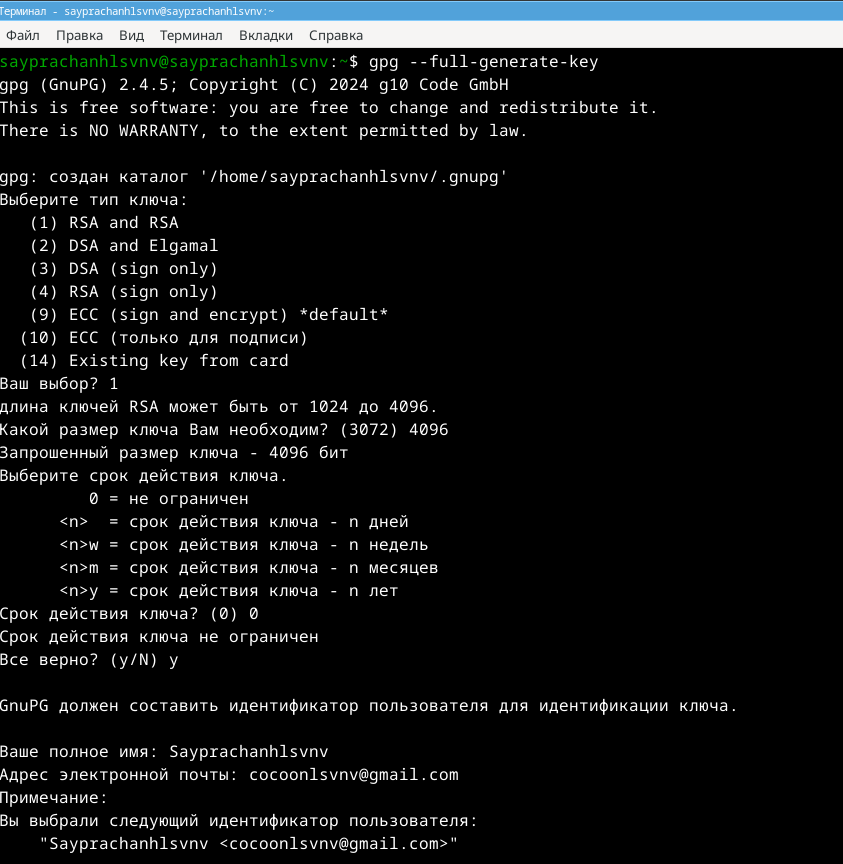 Терминал - sayprachanhlsvnv@sayprachanhlsvnv:~
Файл Правка Вид Терминал Вкладки Справка
sayprachanhlsvnv@sayprachanhlsvnv:~$ gpg --full-generate-key
gpg (GnuPG) 2.4.5; Copyright (C) 2024 g10 Code GmbH
This is free software: you are free to change and redistribute it.
There is NO WARRANTY, to the extent permitted by law.
gpg: создан каталог '/home/sayprachanhlsvnv/.gnupg'
Выберите тип ключа:
(1) RSA and RSA
(2) DSA and Elgamal
(3) DSA (sign only)
(4) RSA (sign only)
(9) ECC (sign and encrypt) *default*
(10) ECC (только для подписи)
(14) Existing key from card
Ваш выбор? 1
длина ключей RSA может быть от 1024 до 4096.
Какой размер ключа Вам необходим? (3072) 4096
Запрошенный размер ключа - 4096 бит
Выберите срок действия ключа.
0 = не ограничен
<n>  = срок действия ключа - n дней
<n>w = срок действия ключа - n недель
<n>m = срок действия ключа - n месяцев
<n>y = срок действия ключа - n лет
Срок действия ключа? (0) 0
Срок действия ключа не ограничен
Все верно? (y/N) y
GnuPG должен составить идентификатор пользователя для идентификации ключа.
Ваше полное имя: Sayprachanhlsvnv
Адрес электронной почты: cocoonlsvnv@gmail.com
Примечание:
Вы выбрали следующий идентификатор пользователя:
"Sayprachanhlsvnv <cocoonlsvnv@gmail.com>"